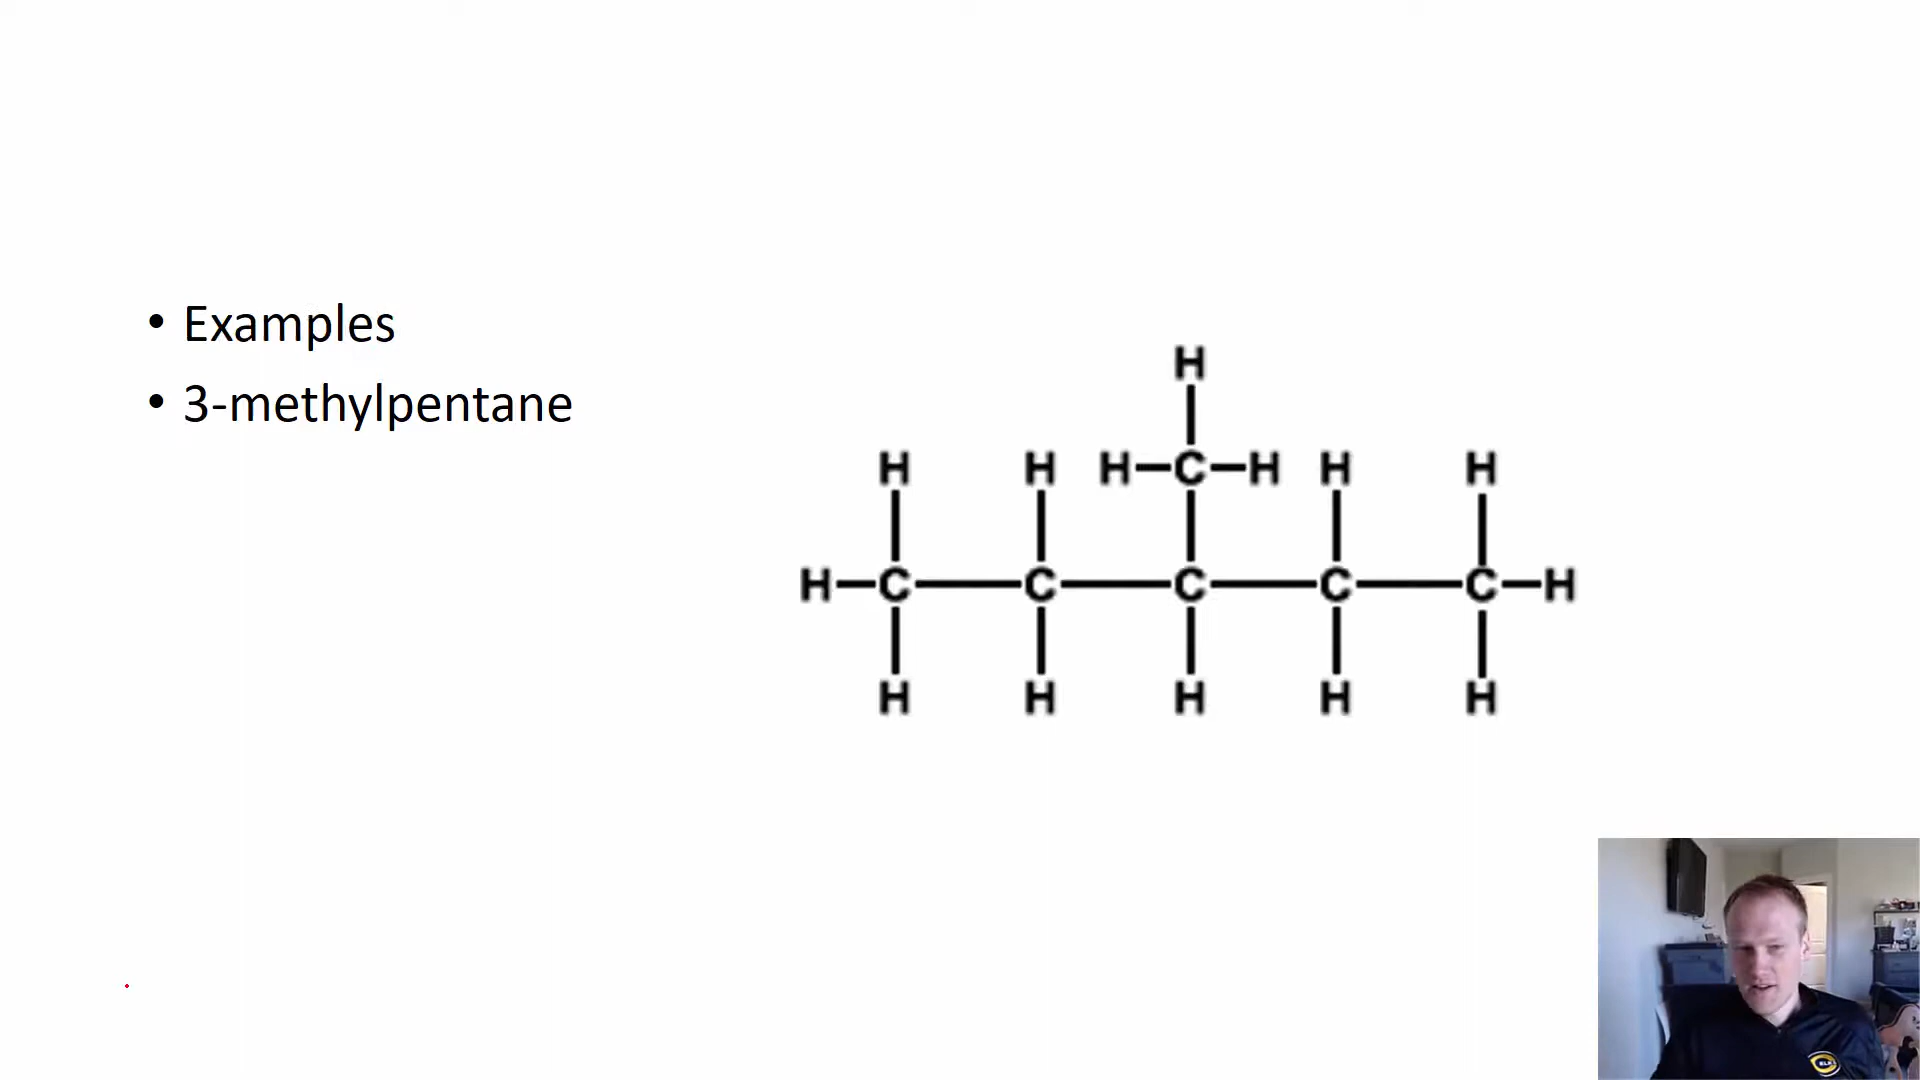 • Examples
• 3-methylpentane
H
H H H C H H H
H C C C C C H
H H H H H